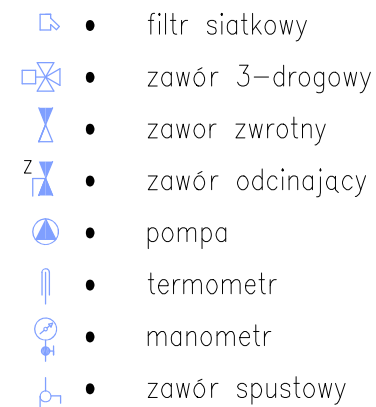 filtr siatkowy
zawór 3-drogowy
zawor zwrotny
Z
zawór odcinający
pompa
termometr
manometr
zawór spustowy